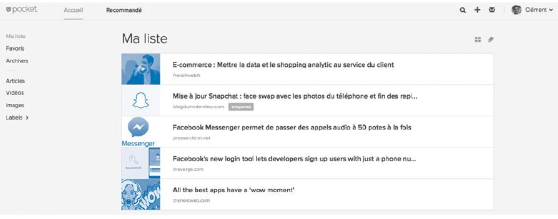 pocket
Accueil
Recommandé
Clément
Ma liste
Favoris
Archives
Articles
Vidéos
Images
Labels
Ma liste
E-commerce : Mettre la data et le shopping analytic au service du client
frenchweb.fr
Mise à jour Snapchat : face swap avec les photos du téléphone et fin des repl...
blogdumoderateur.com snapchat
Messenger
Facebook Messenger permet de passer des appels audio à 50 potes à la fois
presse-citron.net
Facebook's new login tool lets developers sign up users with just a phone nu...
theverge.com
All the best apps have a 'wow moment'
thenextweb.com